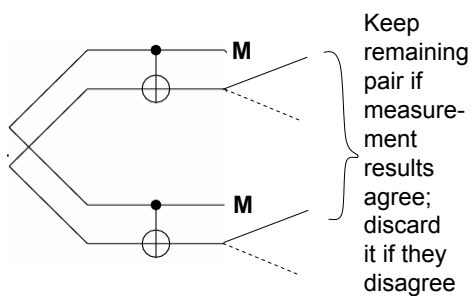 M
M
Keep
remaining
pair if
measure-
ment
results
agree;
discard
it if they
disagree